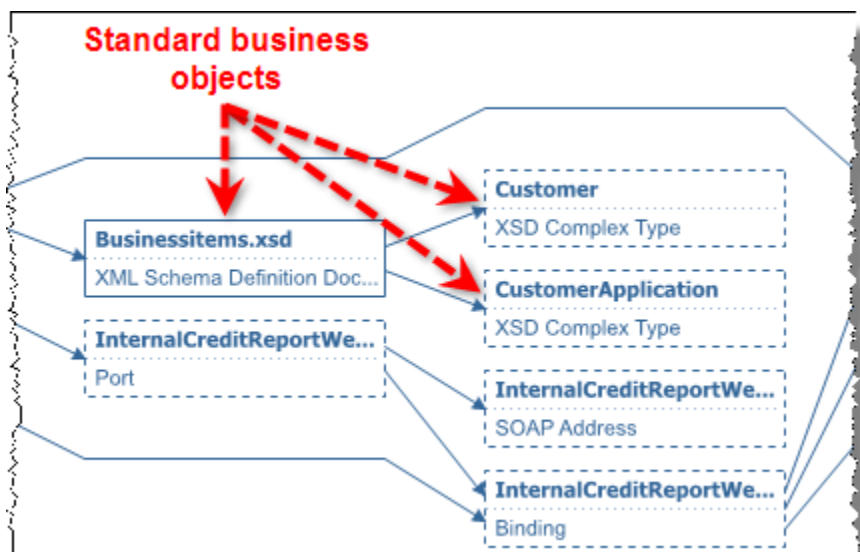 Standard business
objects
Businessitems.xsd
XML Schema Definition Doc...
InternalCreditReportWe...
Port
Customer
XSD Complex Type
CustomerApplication
XSD Complex Type
InternalCreditReportWe...
SOAP Address
InternalCreditReportWe...
Binding